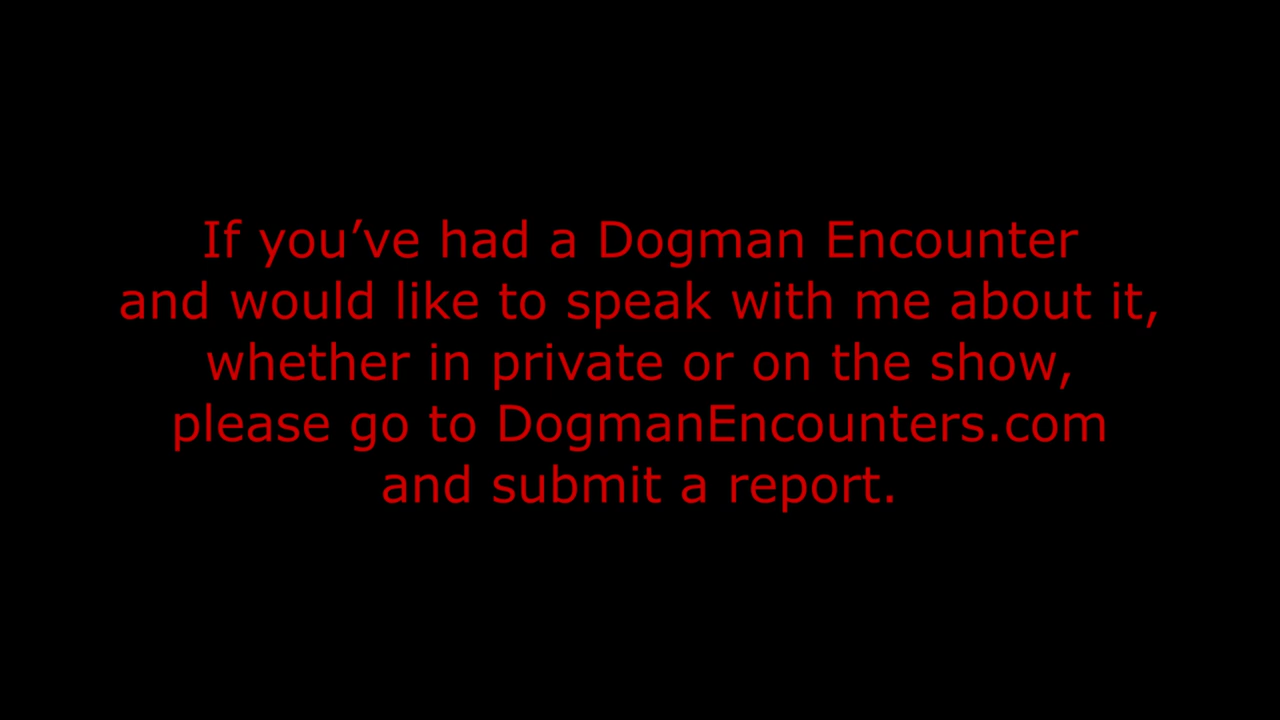 If you’ve had a Dogman Encounter
and would like to speak with me about it,
whether in private or on the show,
please go to DogmanEncounters.com
and submit a report.